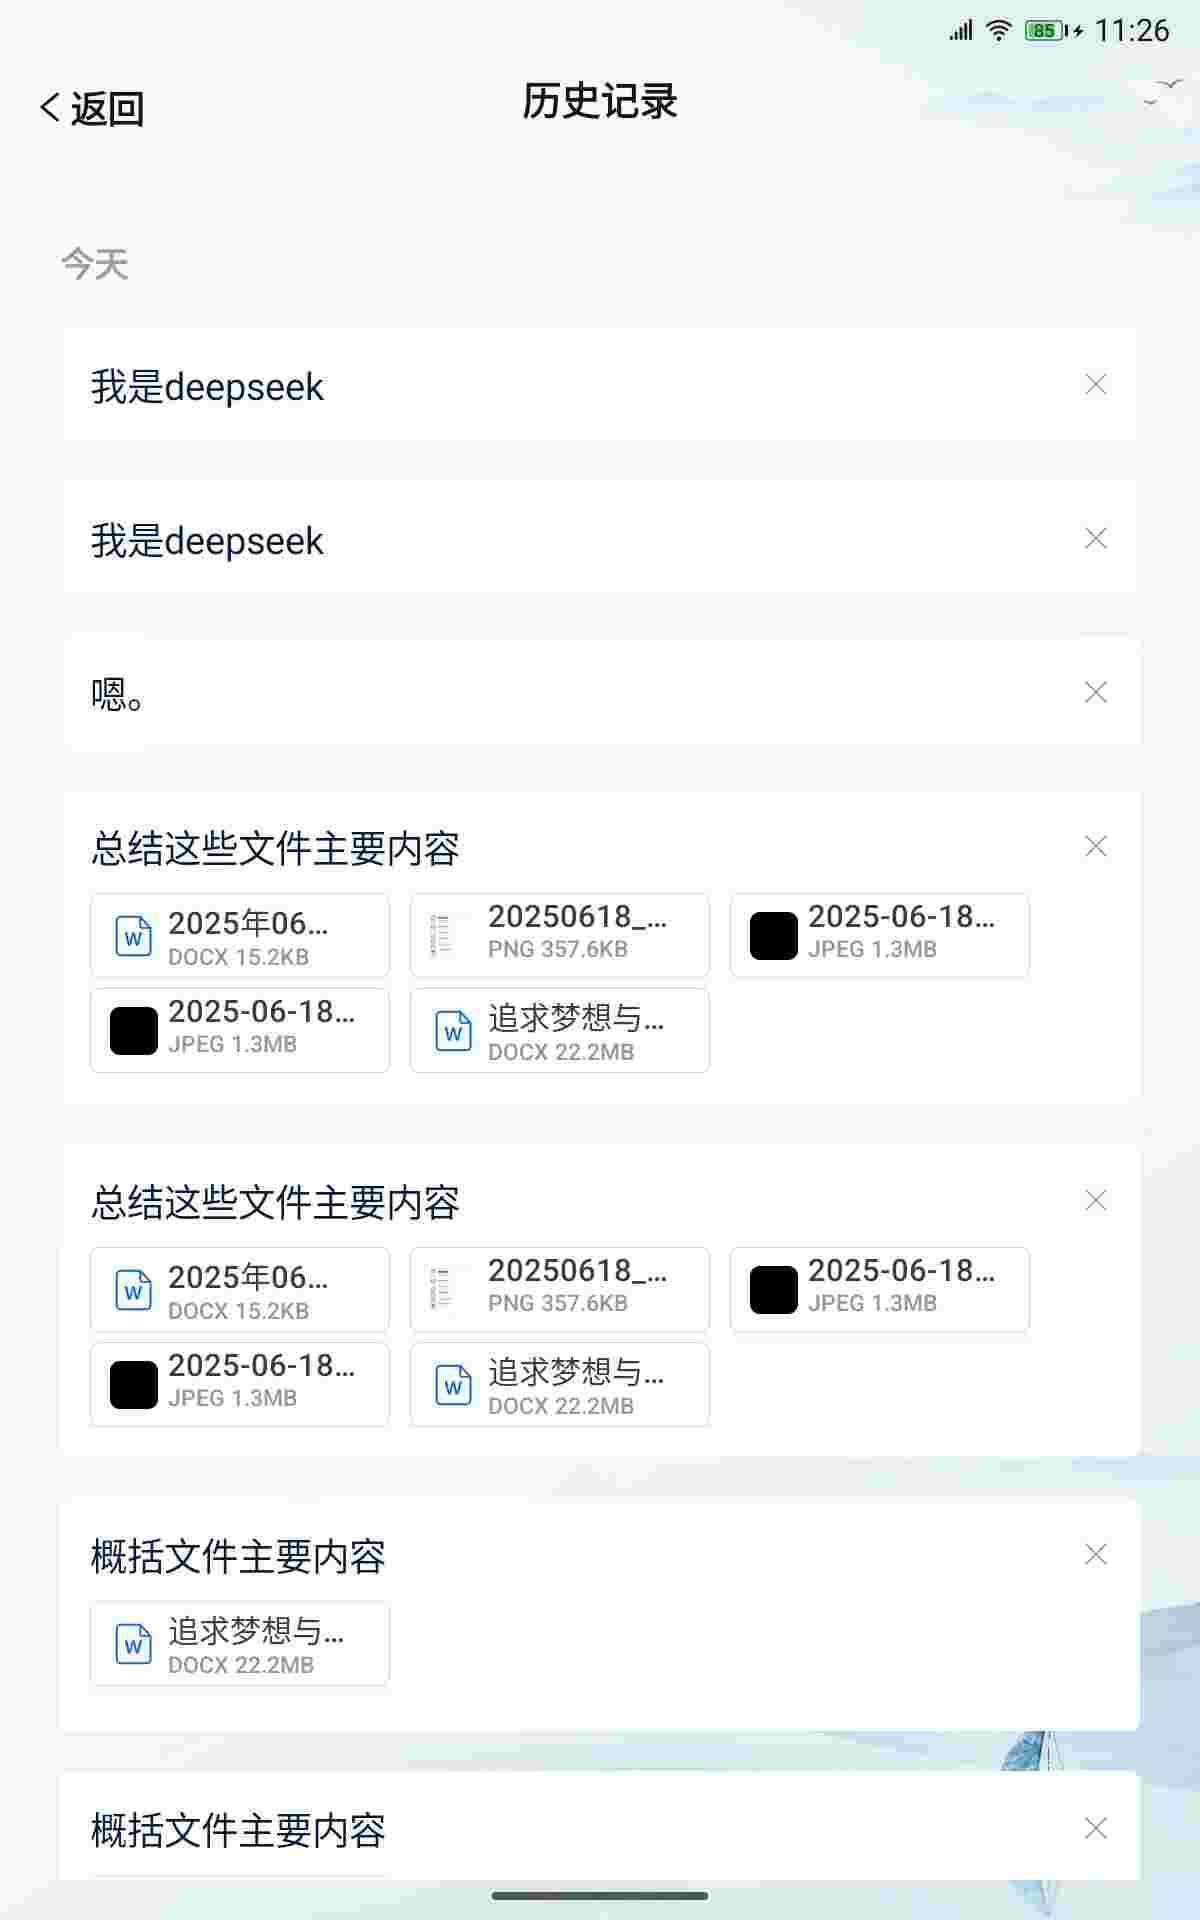 85 11:26
返回
历史记录
今天
我是deepseek
我是deepseek
嗯。
总结这些文件主要内容
2025年06...
DOCX 15.2KB
20250618_...
PNG 357.6KB
2025-06-18...
JPEG 1.3MB
2025-06-18...
JPEG 1.3MB
追求梦想与...
DOCX 22.2MB
总结这些文件主要内容
2025年06...
DOCX 15.2KB
20250618_...
PNG 357.6KB
2025-06-18...
JPEG 1.3MB
2025-06-18...
JPEG 1.3MB
追求梦想与...
DOCX 22.2MB
概括文件主要内容
追求梦想与...
DOCX 22.2MB
概括文件主要内容